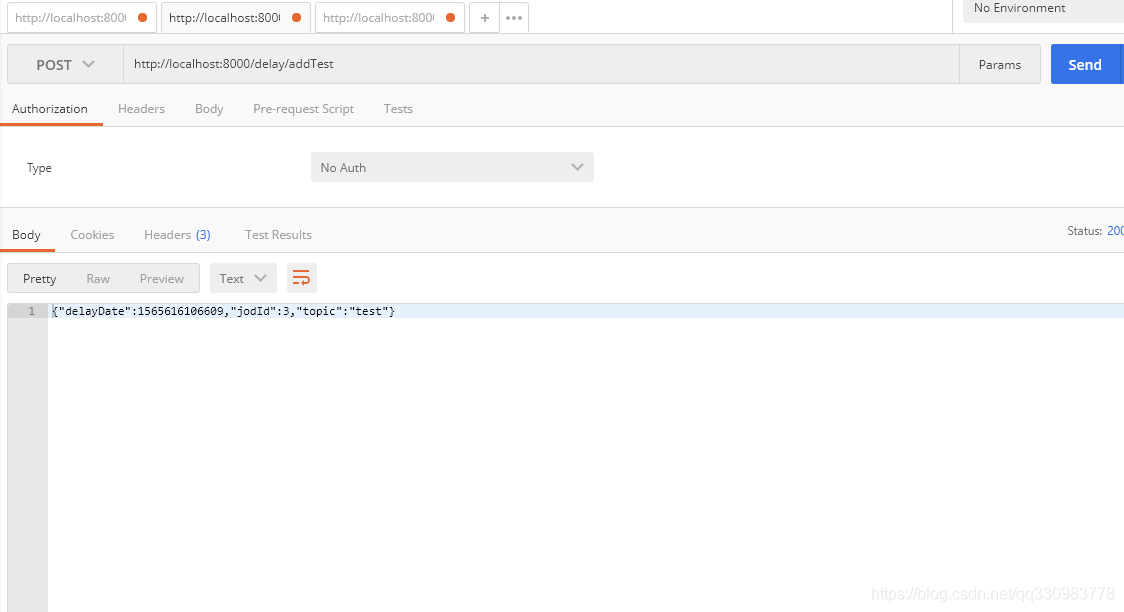 http://localhost:800 http://localhost:800 http://localhost:800 + •••
No Environment
POST http://localhost:8000/delay/addTest Params Send
Authorization Headers Body Pre-request Script Tests
Type No Auth
Body Cookies Headers (3) Test Results Status: 200
Pretty Raw Preview Text
1 {"delayDate":1565616106609,"jodId":3,"topic":"test"}
https://blog.csdn.net/qq330983778